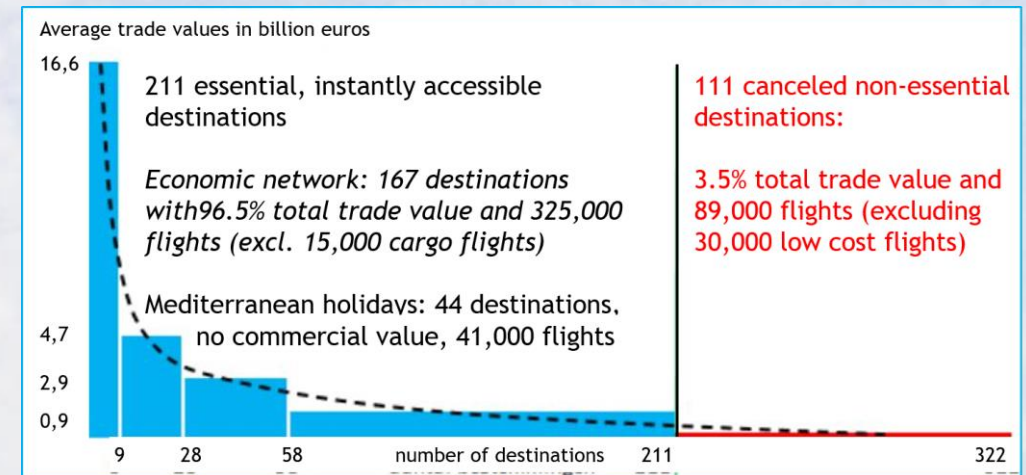 Average trade values in billion euros
16,6
211 essential, instantly accessible
destinations
Economic network: 167 destinations
with96.5% total trade value and 325,000
flights (excl. 15,000 cargo flights)
Mediterranean holidays: 44 destinations,
no commercial value, 41,000 flights
111 canceled non-essential
destinations:
3.5% total trade value and
89,000 flights (excluding
30,000 low cost flights)
4,7
2,9
0,9
9 28 58 number of destinations 211 322